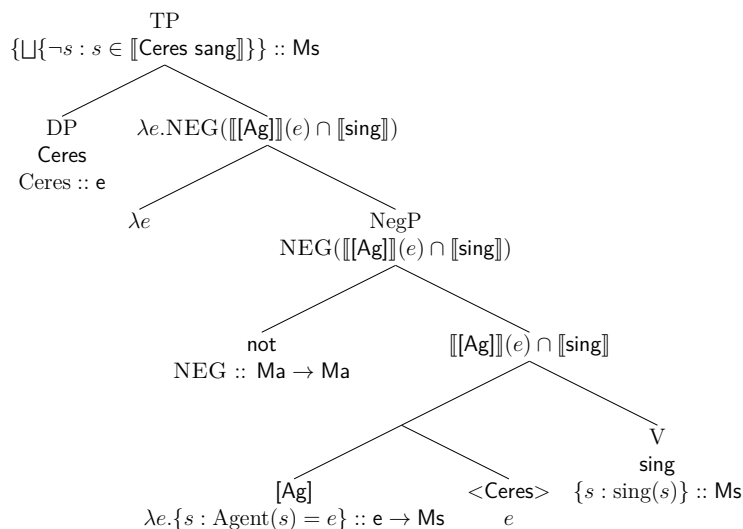 TP
{⨆{¬s : s ∈ ⟦Ceres sang⟧}} :: Ms
DP
Ceres
Ceres :: e
λe.NEG(⟦[Ag]⟧(e) ∩ ⟦sing⟧)
λe
NegP
NEG(⟦[Ag]⟧(e) ∩ ⟦sing⟧)
not
NEG :: Ma → Ma
⟦[Ag]⟧(e) ∩ ⟦sing⟧
[Ag]
λe.{s : Agent(s) = e} :: e → Ms
<Ceres>
e
V
sing
{s : sing(s)} :: Ms